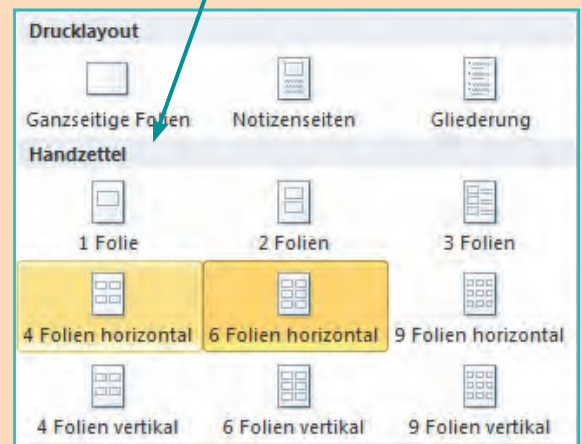 Drucklayout
Ganzseitige Folien Notizenseiten Gliederung
Handzettel
1 Folie 2 Folien 3 Folien
4 Folien horizontal 6 Folien horizontal 9 Folien horizontal
4 Folien vertikal 6 Folien vertikal 9 Folien vertikal